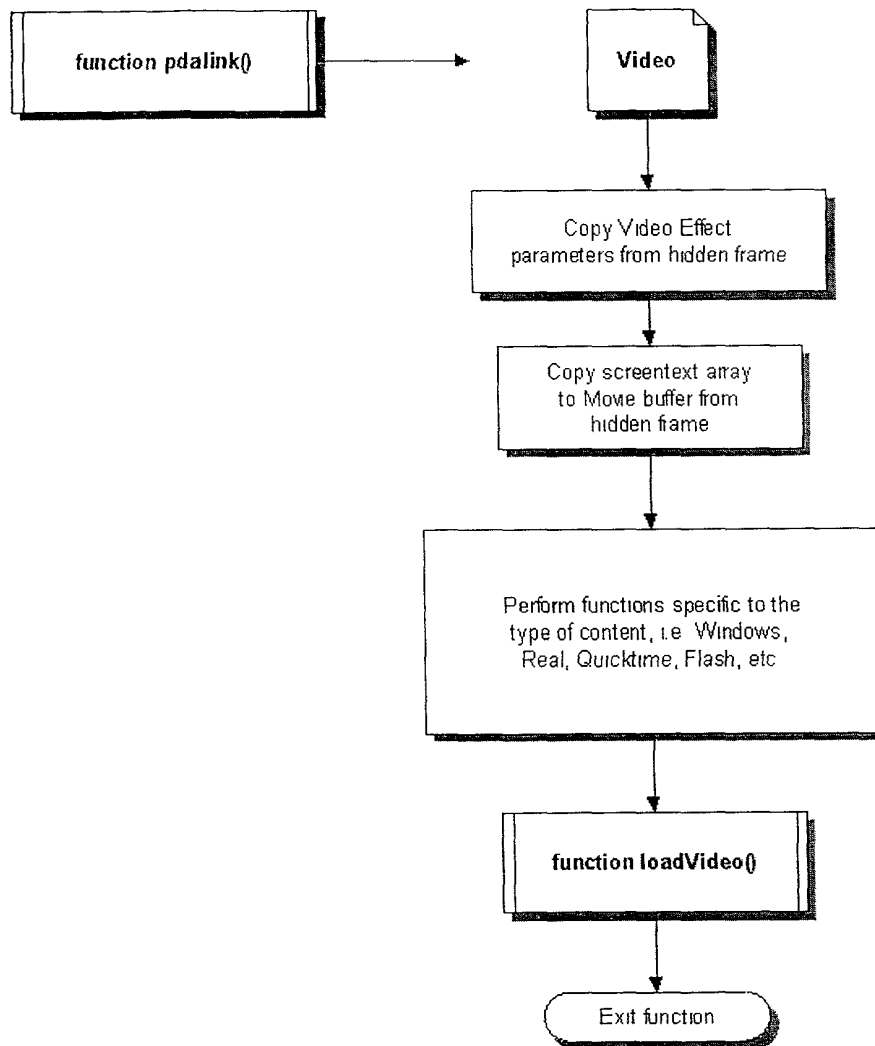 function pdalink()
Video
Copy Video Effect
parameters from hidden frame
Copy screentext array
to Movie buffer from
hidden frame
Perform functions specific to the
type of content, i.e Windows,
Real, Quicktime, Flash, etc
function loadVideo()
Exit function